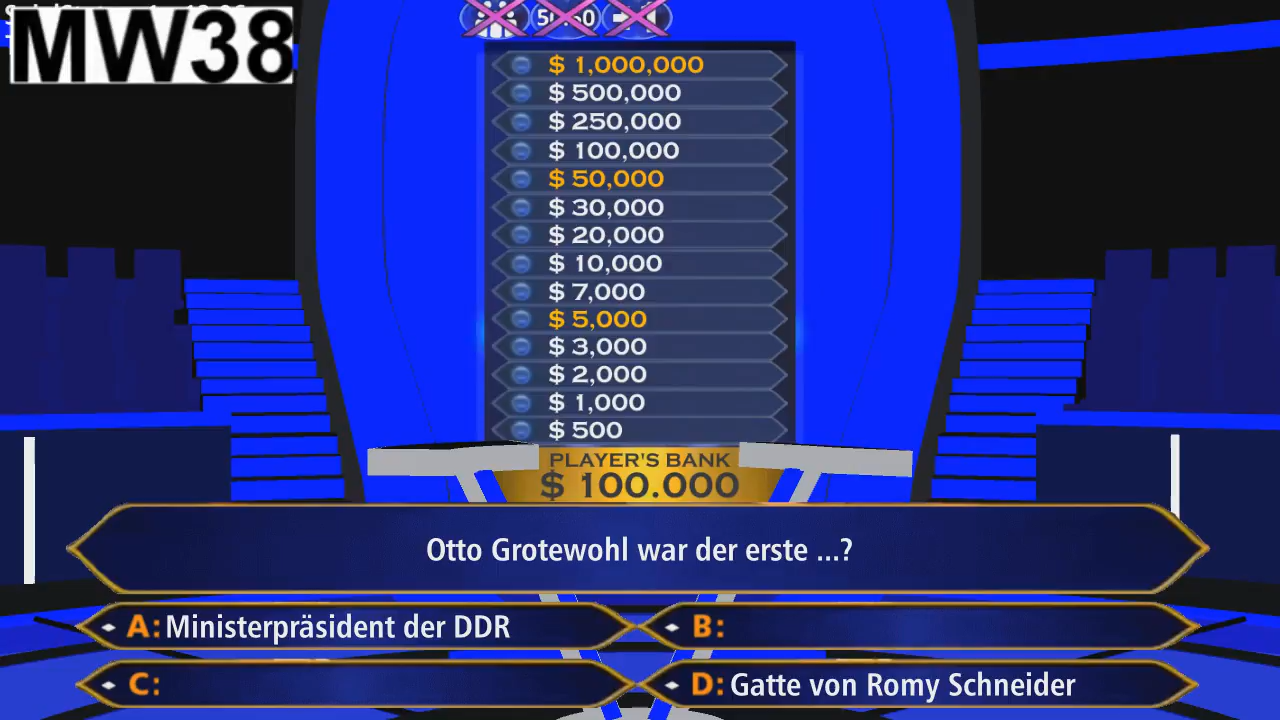 MW38
50:50
$ 1,000,000
$ 500,000
$ 250,000
$ 100,000
$ 50,000
$ 30,000
$ 20,000
$ 10,000
$ 7,000
$ 5,000
$ 3,000
$ 2,000
$ 1,000
$ 500
PLAYER'S BANK
$ 100.000
Otto Grotewohl war der erste ...?
A: Ministerpräsident der DDR
B:
C:
D: Gatte von Romy Schneider